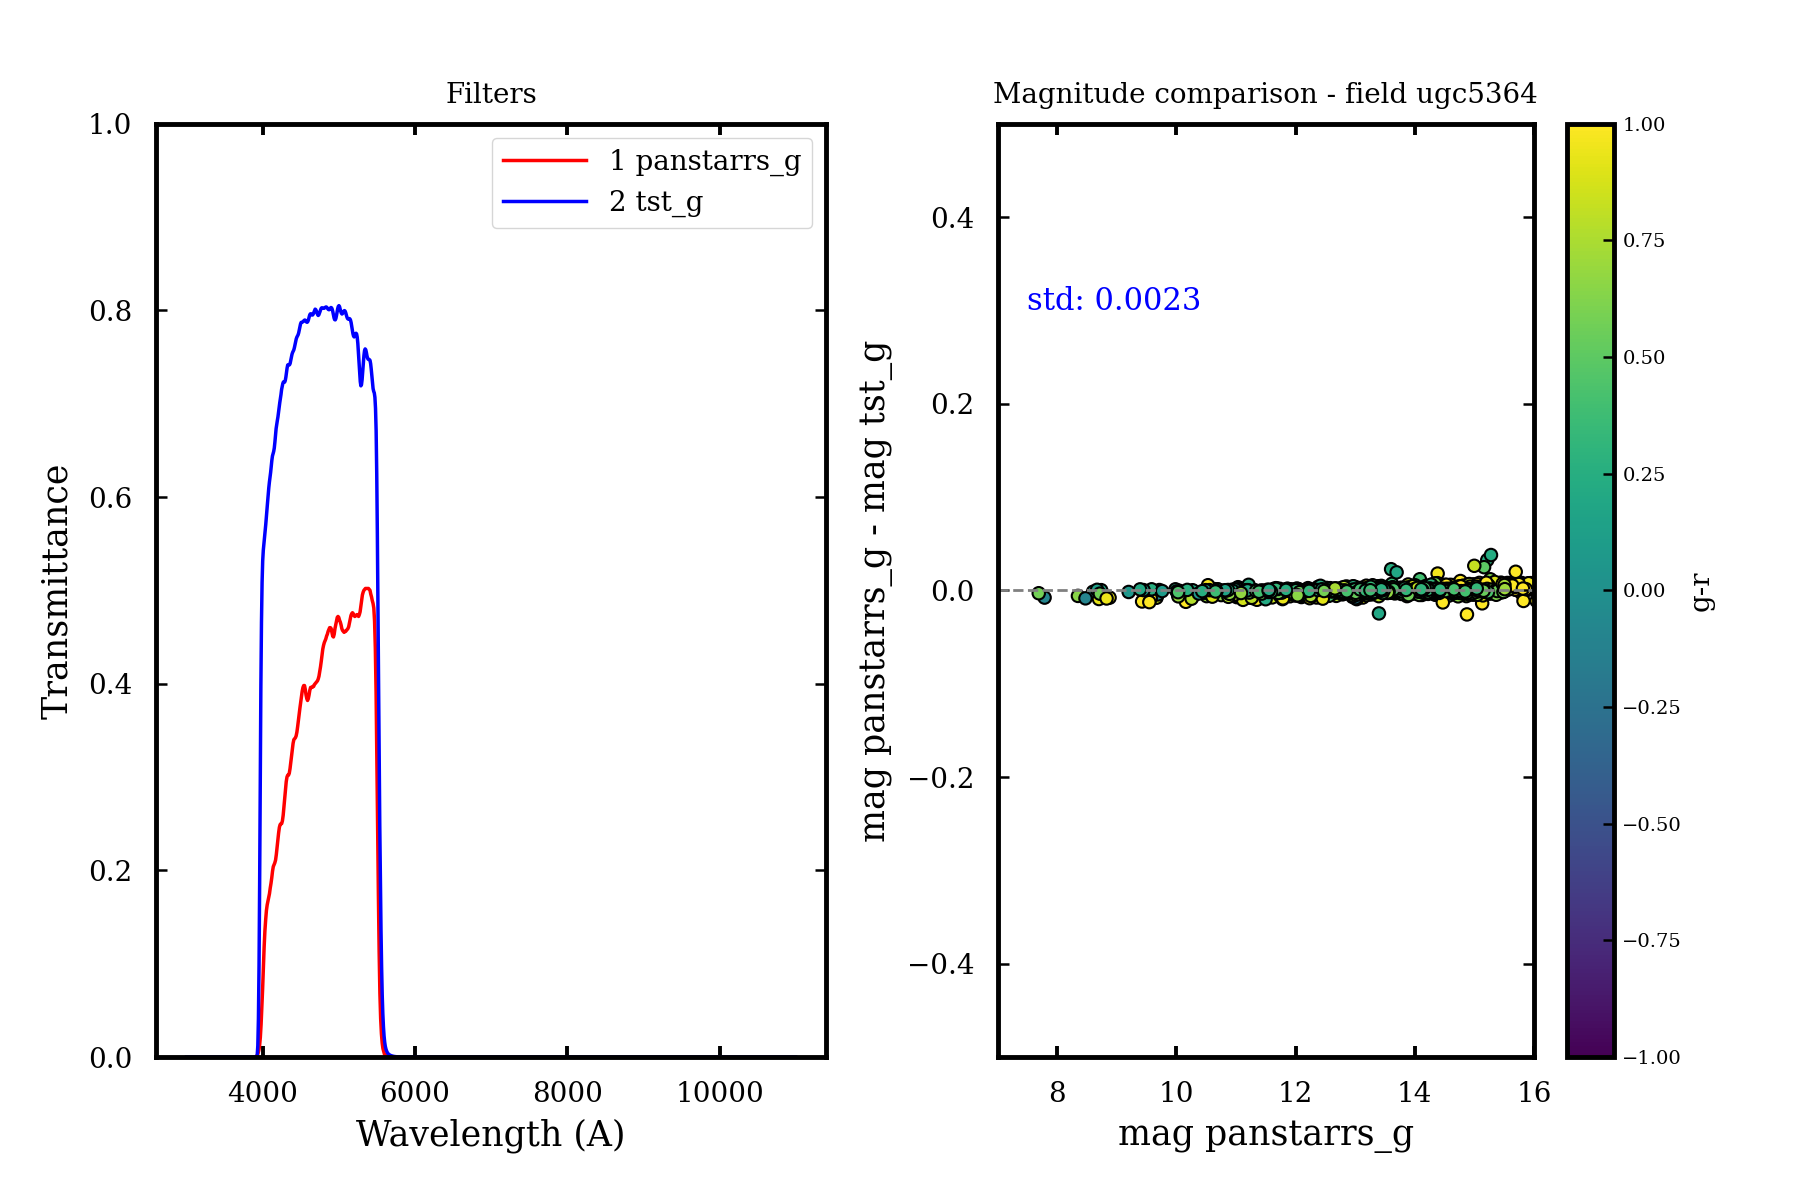 Filters
1.0
0.8
0.6
0.4
0.2
0.0
Transmittance
1 panstarrs_g
2 tst_g
4000
6000
8000
10000
Wavelength (A)
Magnitude comparison - field ugc5364
0.4
0.2
0.0
−0.2
−0.4
mag panstarrs_g - mag tst_g
std: 0.0023
8
10
12
14
16
mag panstarrs_g
1.00
0.75
0.50
0.25
0.00
−0.25
−0.50
−0.75
−1.00
g-r